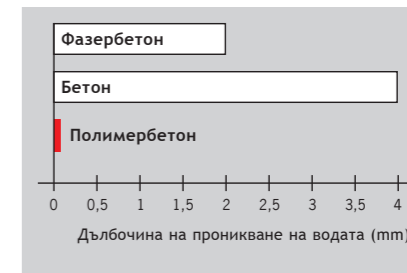 Фазербетон
Бетон
Полимербетон
0 0,5 1 1,5 2 2,5 3 3,5 4
Дълбочина на проникване на водата (mm)